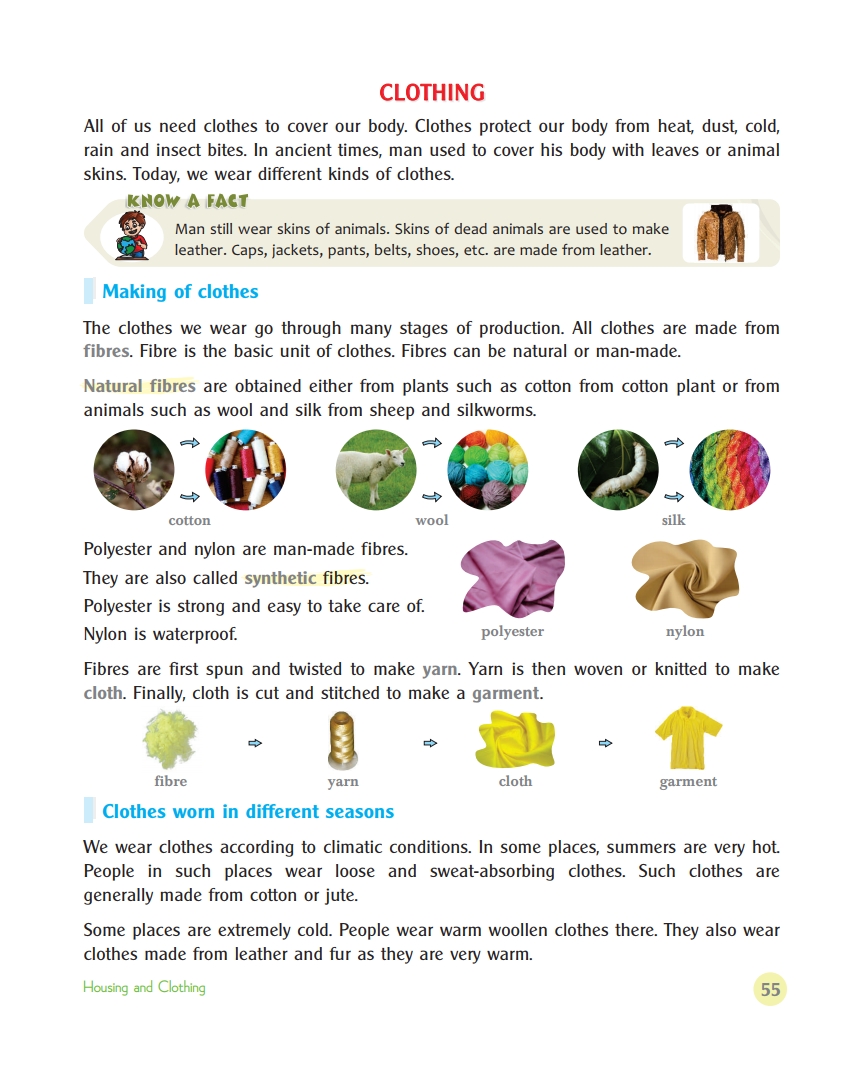 CLOTHING
All of us need clothes to cover our body. Clothes protect our body from heat, dust, cold,
rain and insect bites. In ancient times, man used to cover his body with leaves or animal
skins. Today, we wear different kinds of clothes.
KNOW A FACT
Man still wear skins of animals. Skins of dead animals are used to make
leather. Caps, jackets, pants, belts, shoes, etc. are made from leather.
Making of clothes
The clothes we wear go through many stages of production. All clothes are made from
fibres. Fibre is the basic unit of clothes. Fibres can be natural or man-made.
Natural fibres are obtained either from plants such as cotton from cotton plant or from
animals such as wool and silk from sheep and silkworms.
cotton
wool
silk
Polyester and nylon are man-made fibres.
They are also called synthetic fibres.
Polyester is strong and easy to take care of.
Nylon is waterproof.
polyester
nylon
Fibres are first spun and twisted to make yarn. Yarn is then woven or knitted to make
cloth. Finally, cloth is cut and stitched to make a garment.
fibre
yarn
cloth
garment
Clothes worn in different seasons
We wear clothes according to climatic conditions. In some places, summers are very hot.
People in such places wear loose and sweat-absorbing clothes. Such clothes are
generally made from cotton or jute.
Some places are extremely cold. People wear warm woollen clothes there. They also wear
clothes made from leather and fur as they are very warm.
Housing and Clothing
55